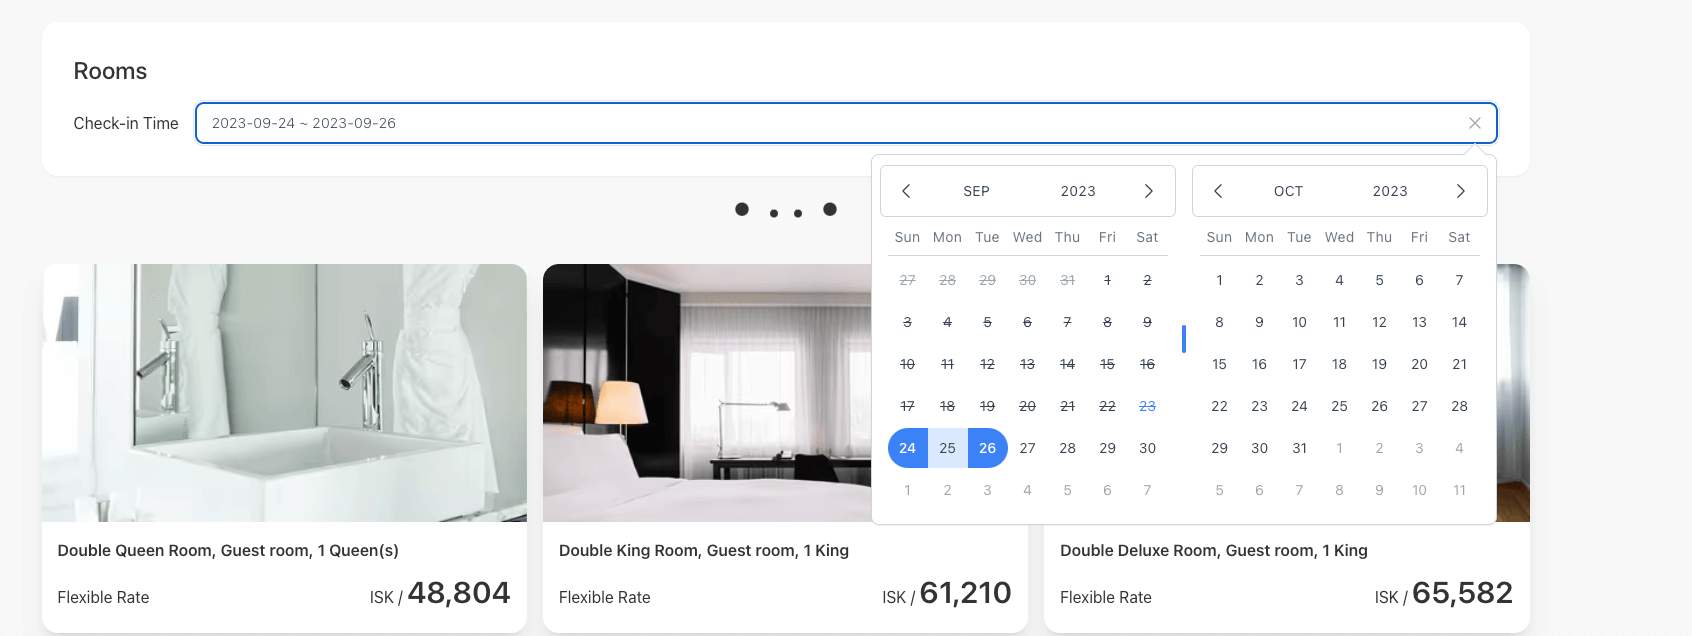 Rooms
Check-in Time 2023-09-24 ~ 2023-09-26
SEP 2023
Sun Mon Tue Wed Thu Fri Sat
27 28 29 30 31 1 2
3 4 5 6 7 8 9
10 11 12 13 14 15 16
17 18 19 20 21 22 23
24 25 26 27 28 29 30
1 2 3 4 5 6 7
OCT 2023
Sun Mon Tue Wed Thu Fri Sat
1 2 3 4 5 6 7
8 9 10 11 12 13 14
15 16 17 18 19 20 21
22 23 24 25 26 27 28
29 30 31 1 2 3 4
5 6 7 8 9 10 11
Double Queen Room, Guest room, 1 Queen(s)
Flexible Rate ISK / 48,804
Double King Room, Guest room, 1 King
Flexible Rate ISK / 61,210
Double Deluxe Room, Guest room, 1 King
Flexible Rate ISK / 65,582